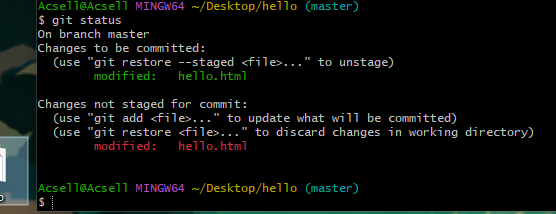 Acsell@Acsell MINGW64 ~/Desktop/hello (master)
$ git status
On branch master
Changes to be committed:
  (use "git restore --staged <file>..." to unstage)
        modified:   hello.html

Changes not staged for commit:
  (use "git add <file>..." to update what will be committed)
  (use "git restore <file>..." to discard changes in working directory)
        modified:   hello.html

Acsell@Acsell MINGW64 ~/Desktop/hello (master)
$